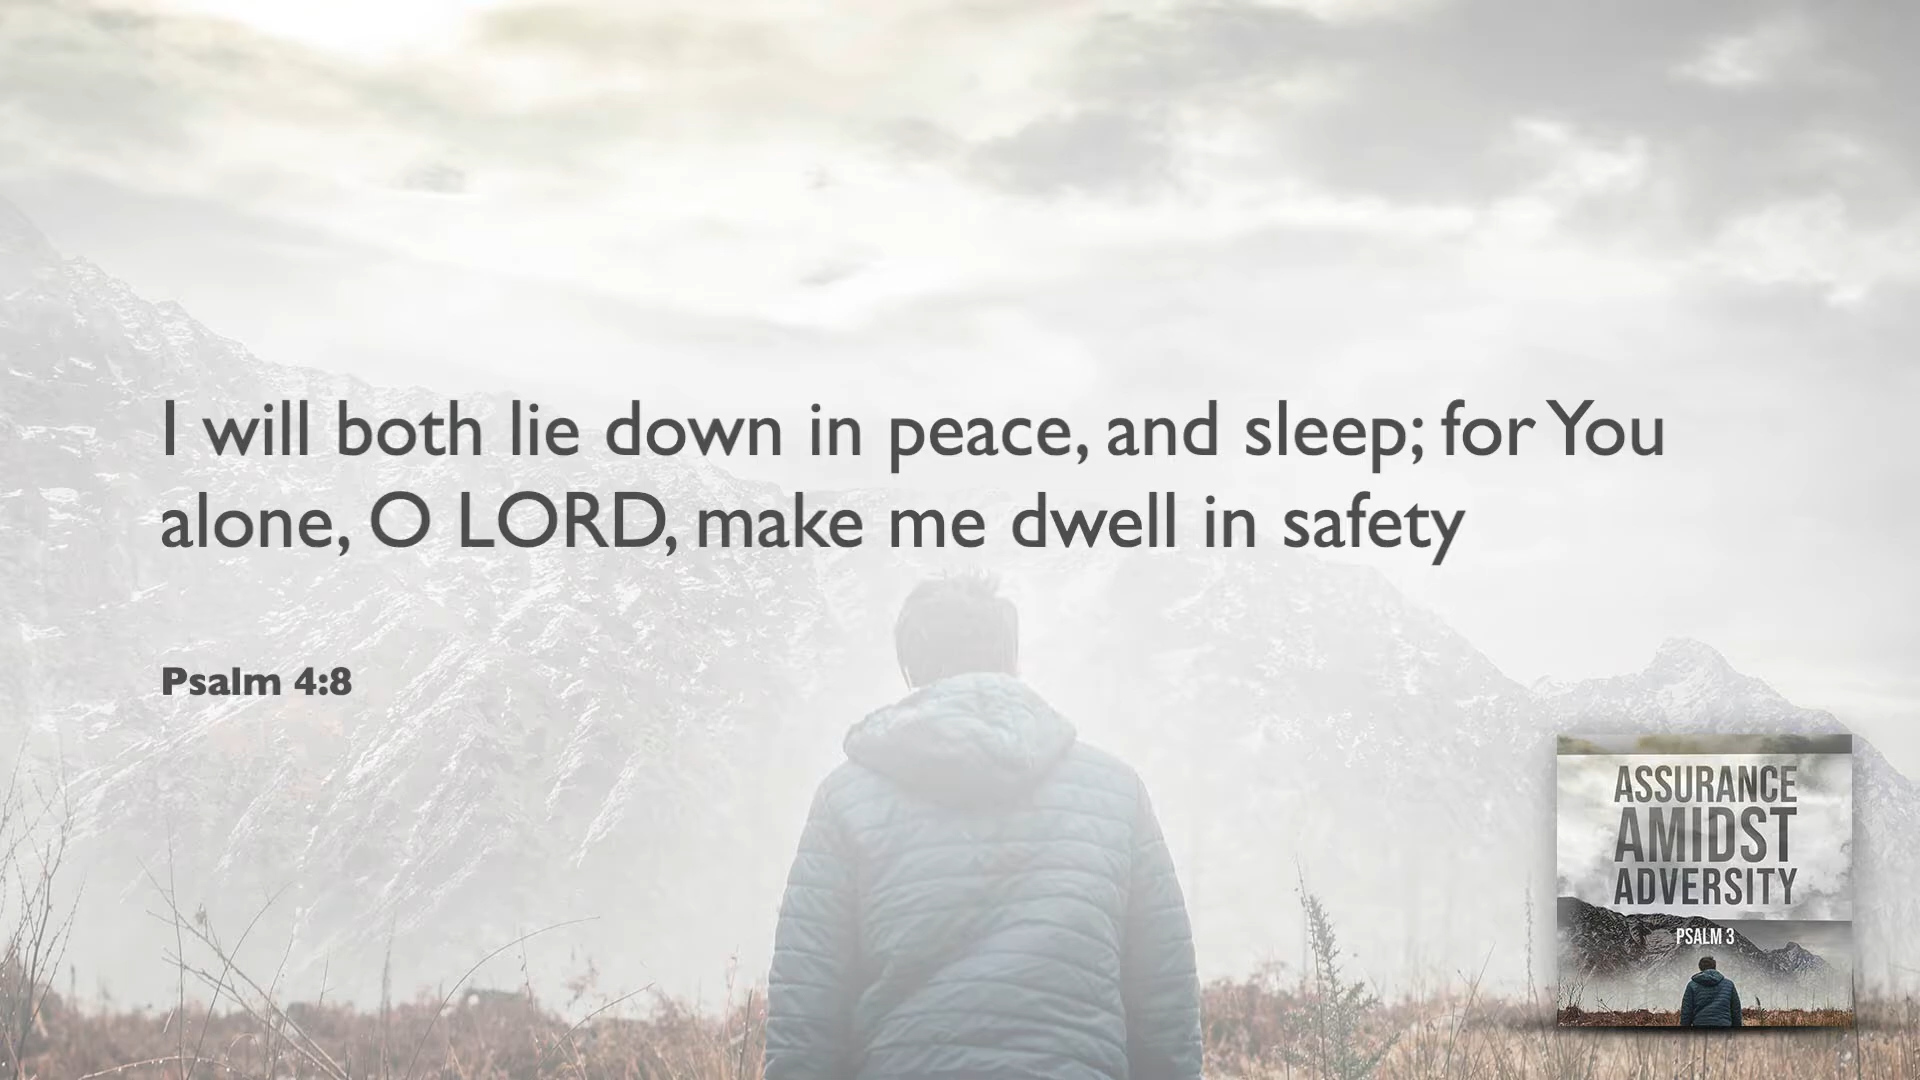 I will both lie down in peace, and sleep; for You
alone, O LORD, make me dwell in safety
Psalm 4:8
ASSURANCE
AMIDST
ADVERSITY
PSALM 3